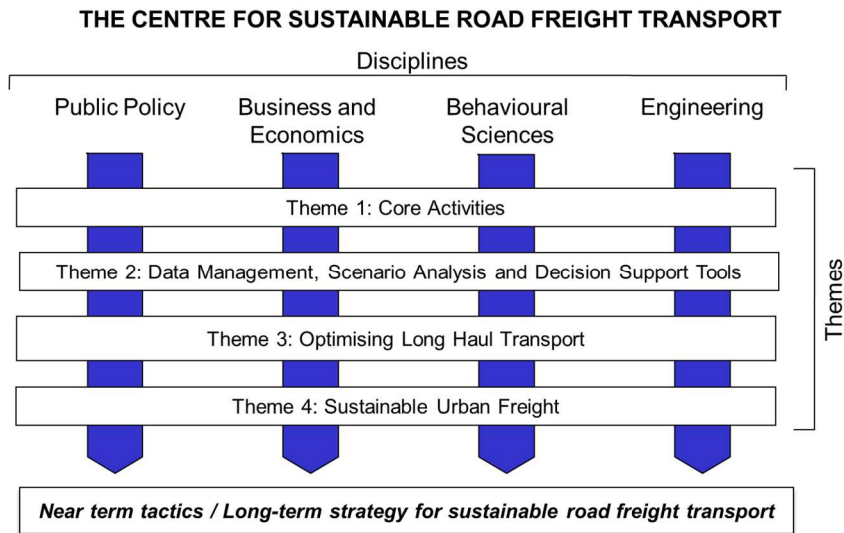 THE CENTRE FOR SUSTAINABLE ROAD FREIGHT TRANSPORT
Disciplines
Public Policy
Business and
Economics
Behavioural
Sciences
Engineering
Theme 1: Core Activities
Theme 2: Data Management, Scenario Analysis and Decision Support Tools
Theme 3: Optimising Long Haul Transport
Theme 4: Sustainable Urban Freight
Themes
Near term tactics / Long-term strategy for sustainable road freight transport